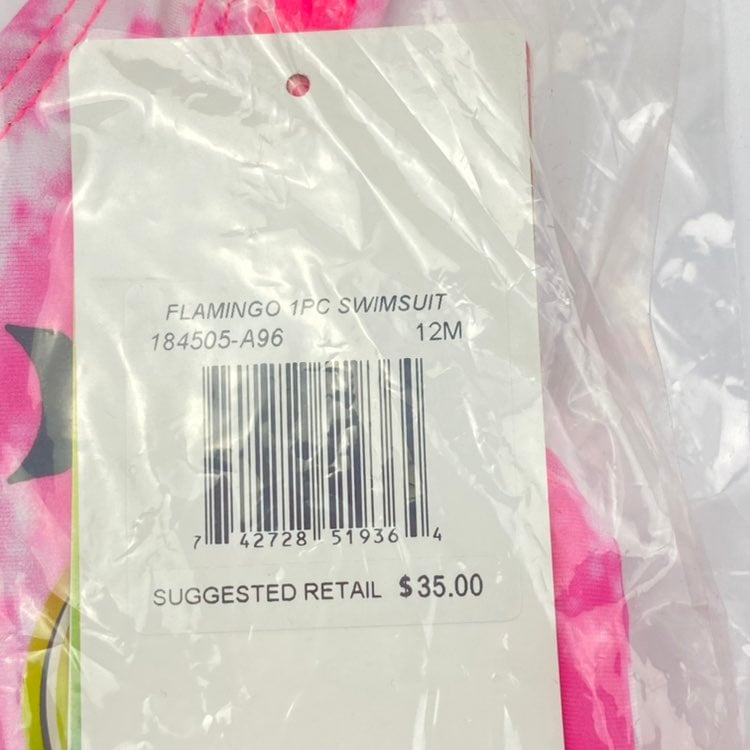 FLAMINGO 1PC SWIMSUIT
184505-A96 12M
7 42728 51936 4
SUGGESTED RETAIL $35.00